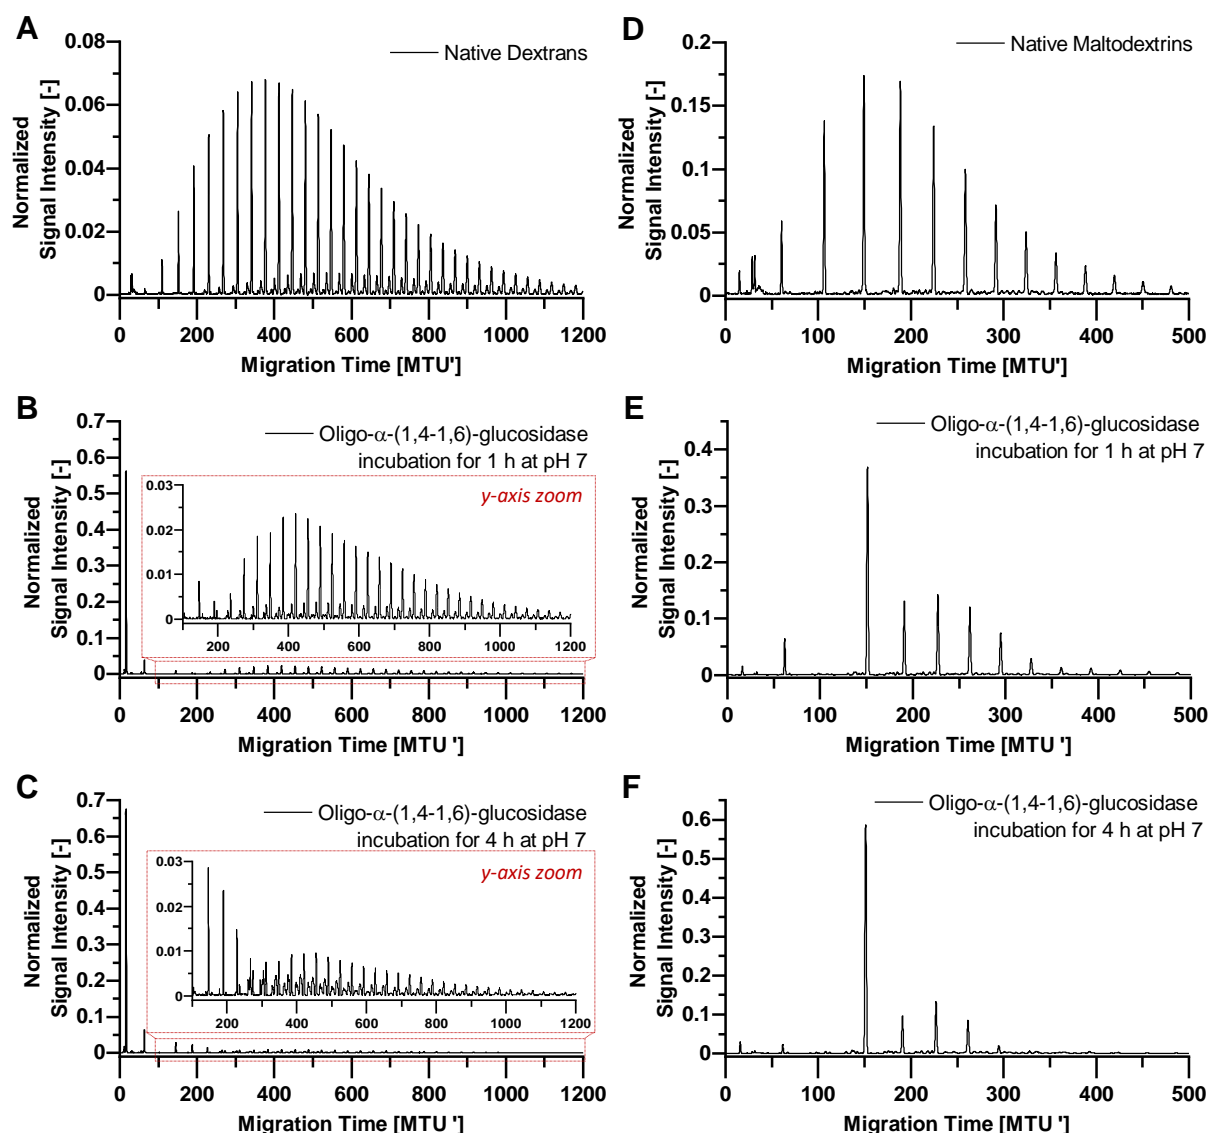 A
Native Dextrans
Normalized
Signal Intensity [-]
0.08
0.06
0.04
0.02
0
0 200 400 600 800 1000 1200
Migration Time [MTU']
D
Native Maltodextrins
Normalized
Signal Intensity [-]
0.2
0.15
0.1
0.05
0
0 100 200 300 400 500
Migration Time [MTU']
B
Oligo-α-(1,4-1,6)-glucosidase
incubation for 1 h at pH 7
Normalized
Signal Intensity [-]
0.7
0.6
0.5
0.4
0.3
0.2
0.1
0
y-axis zoom
0.03
0.02
0.01
0
200 400 600 800 1000 1200
0 200 400 600 800 1000 1200
Migration Time [MTU ']
E
Oligo-α-(1,4-1,6)-glucosidase
incubation for 1 h at pH 7
Normalized
Signal Intensity [-]
0.4
0.3
0.2
0.1
0
0 100 200 300 400 500
Migration Time [MTU ']
C
Oligo-α-(1,4-1,6)-glucosidase
incubation for 4 h at pH 7
Normalized
Signal Intensity [-]
0.7
0.6
0.5
0.4
0.3
0.2
0.1
0
y-axis zoom
0.03
0.02
0.01
0
200 400 600 800 1000 1200
0 200 400 600 800 1000 1200
Migration Time [MTU ']
F
Oligo-α-(1,4-1,6)-glucosidase
incubation for 4 h at pH 7
Normalized
Signal Intensity [-]
0.6
0.5
0.4
0.3
0.2
0.1
0
0 100 200 300 400 500
Migration Time [MTU ']